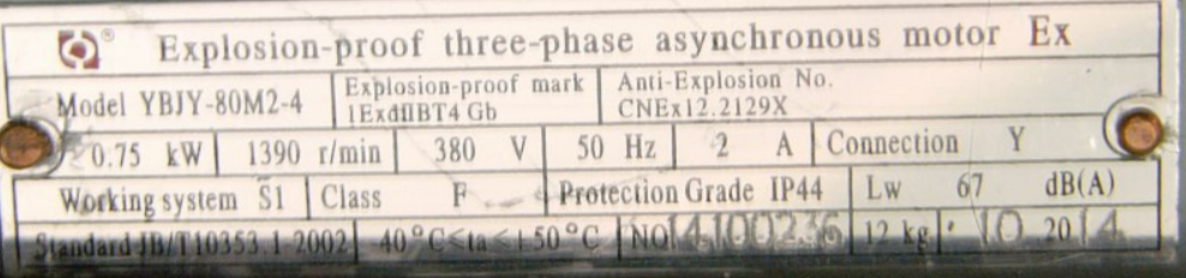 ® Explosion-proof three-phase asynchronous motor Ex
Model YBJY-80M2-4 Explosion-proof mark Anti-Explosion No.
1ExdⅡBT4 Gb CNEx12.2129X
0.75 kW 1390 r/min 380 V 50 Hz 2 A Connection Y
Working system S1 Class F Protection Grade IP44 Lw 67 dB(A)
Standard JB/T10353.1-2002 -40°C≤ta≤+50°C NO14100236 12 kg 10 2014